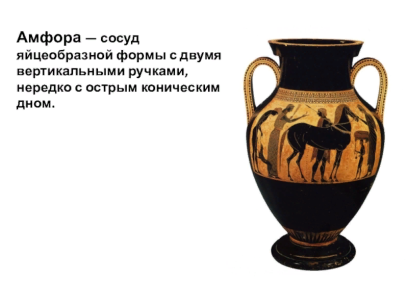 Амфора — сосуд
яйцеобразной формы с двумя
вертикальными ручками,
нередко с острым коническим
дном.